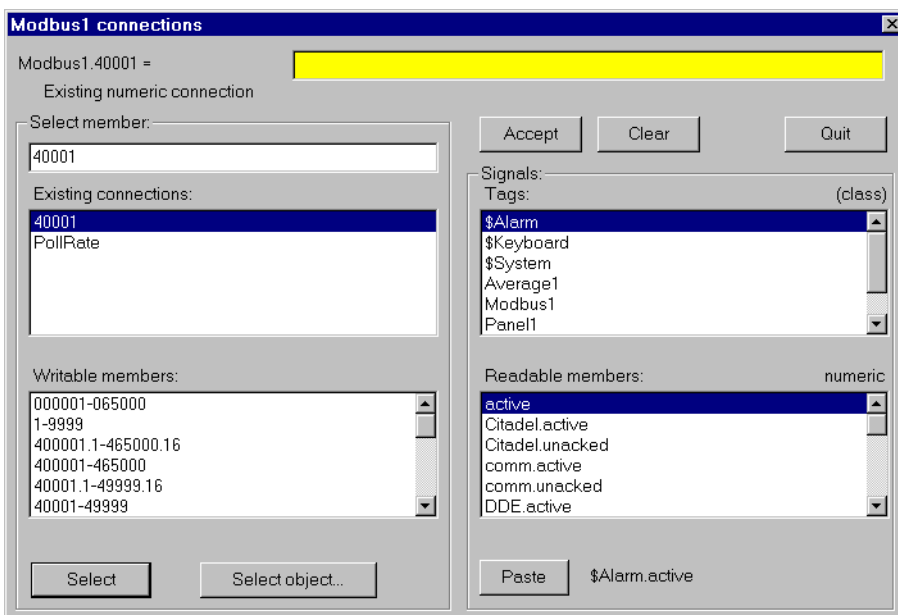 Modbus1 connections
Modbus1.40001 =
Existing numeric connection
Select member:
40001
Existing connections:
40001
PollRate
Writable members:
000001-065000
1-9999
400001.1-465000.16
400001-465000
40001.1-49999.16
40001-49999
Select
Select object...
Accept
Clear
Quit
Signals:
Tags: (class)
$Alarm
$Keyboard
$System
Average1
Modbus1
Panel1
Readable members: numeric
active
Citadel.active
Citadel.unacked
comm.active
comm.unacked
DDE.active
Paste
$Alarm.active